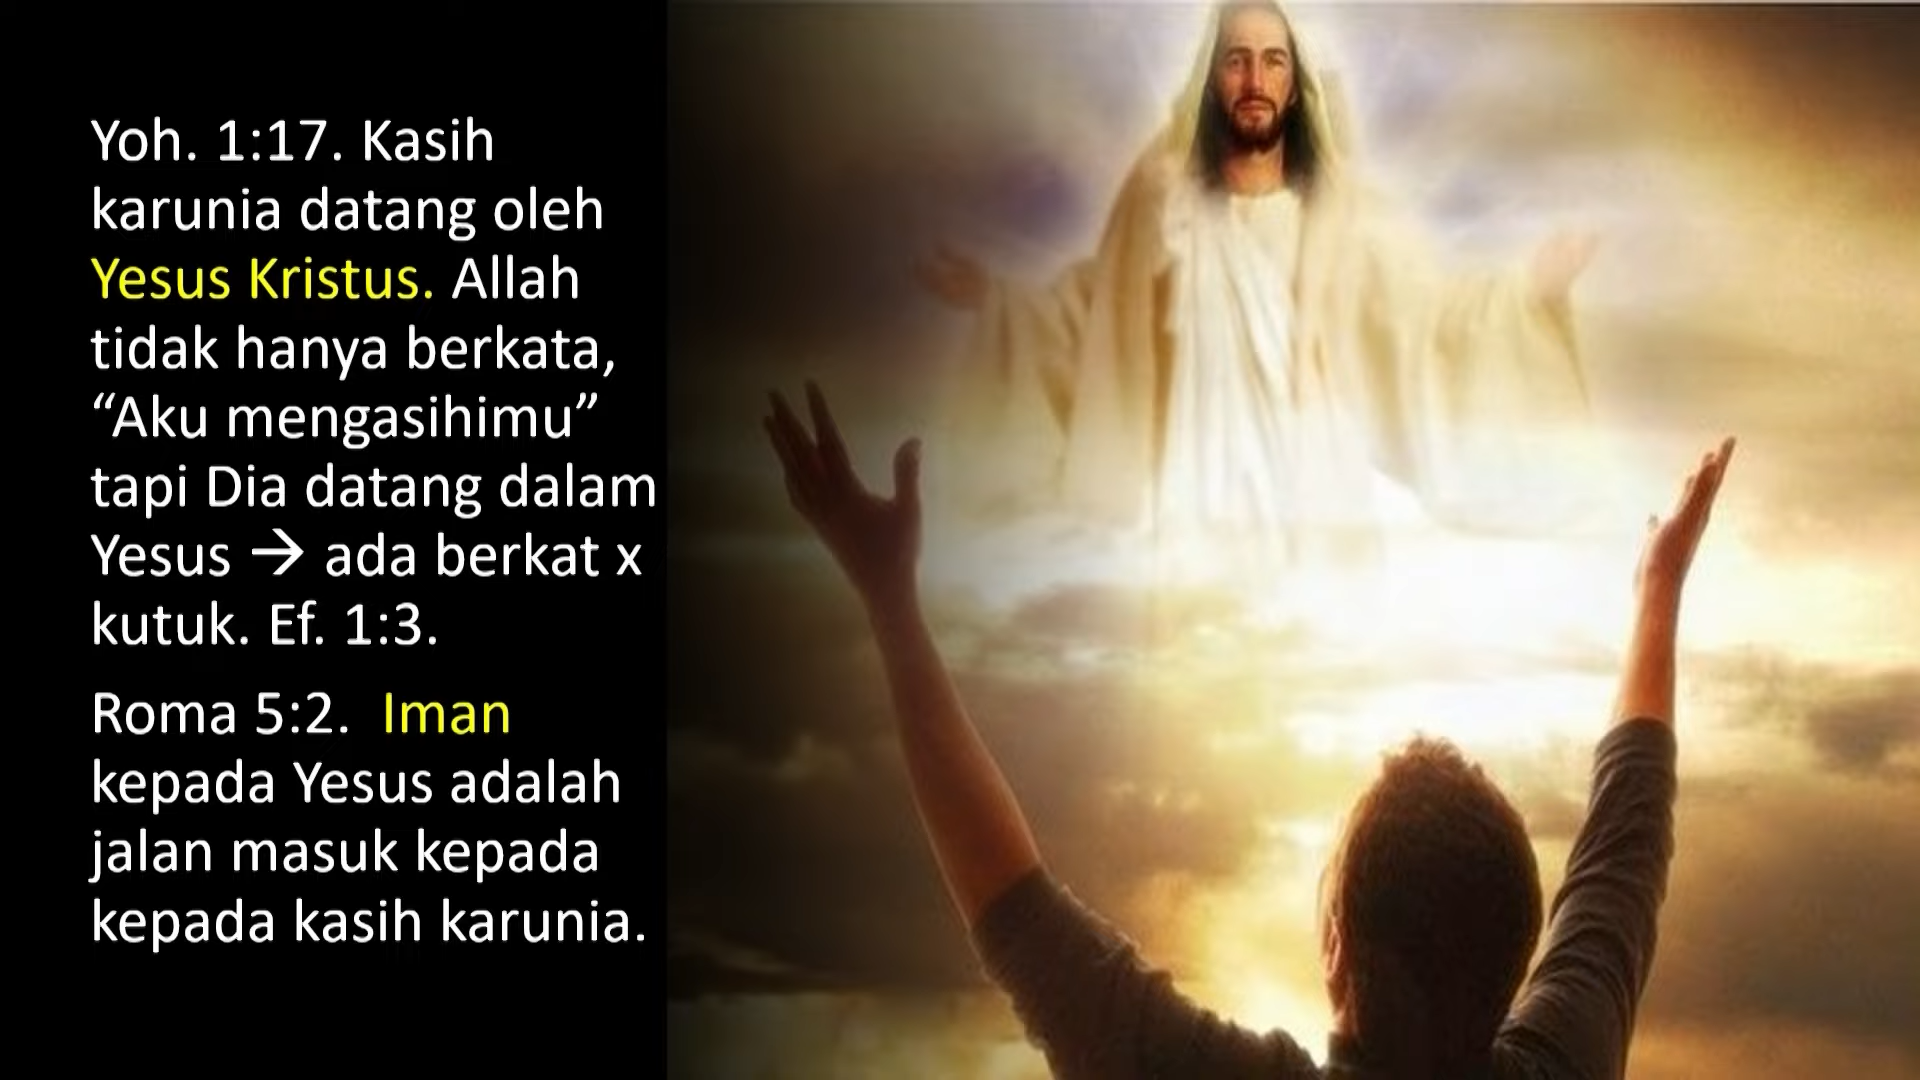 Yoh. 1:17. Kasih
karunia datang oleh
Yesus Kristus. Allah
tidak hanya berkata,
“Aku mengasihimu”
tapi Dia datang dalam
Yesus → ada berkat x
kutuk. Ef. 1:3.
Roma 5:2.  Iman
kepada Yesus adalah
jalan masuk kepada
kepada kasih karunia.